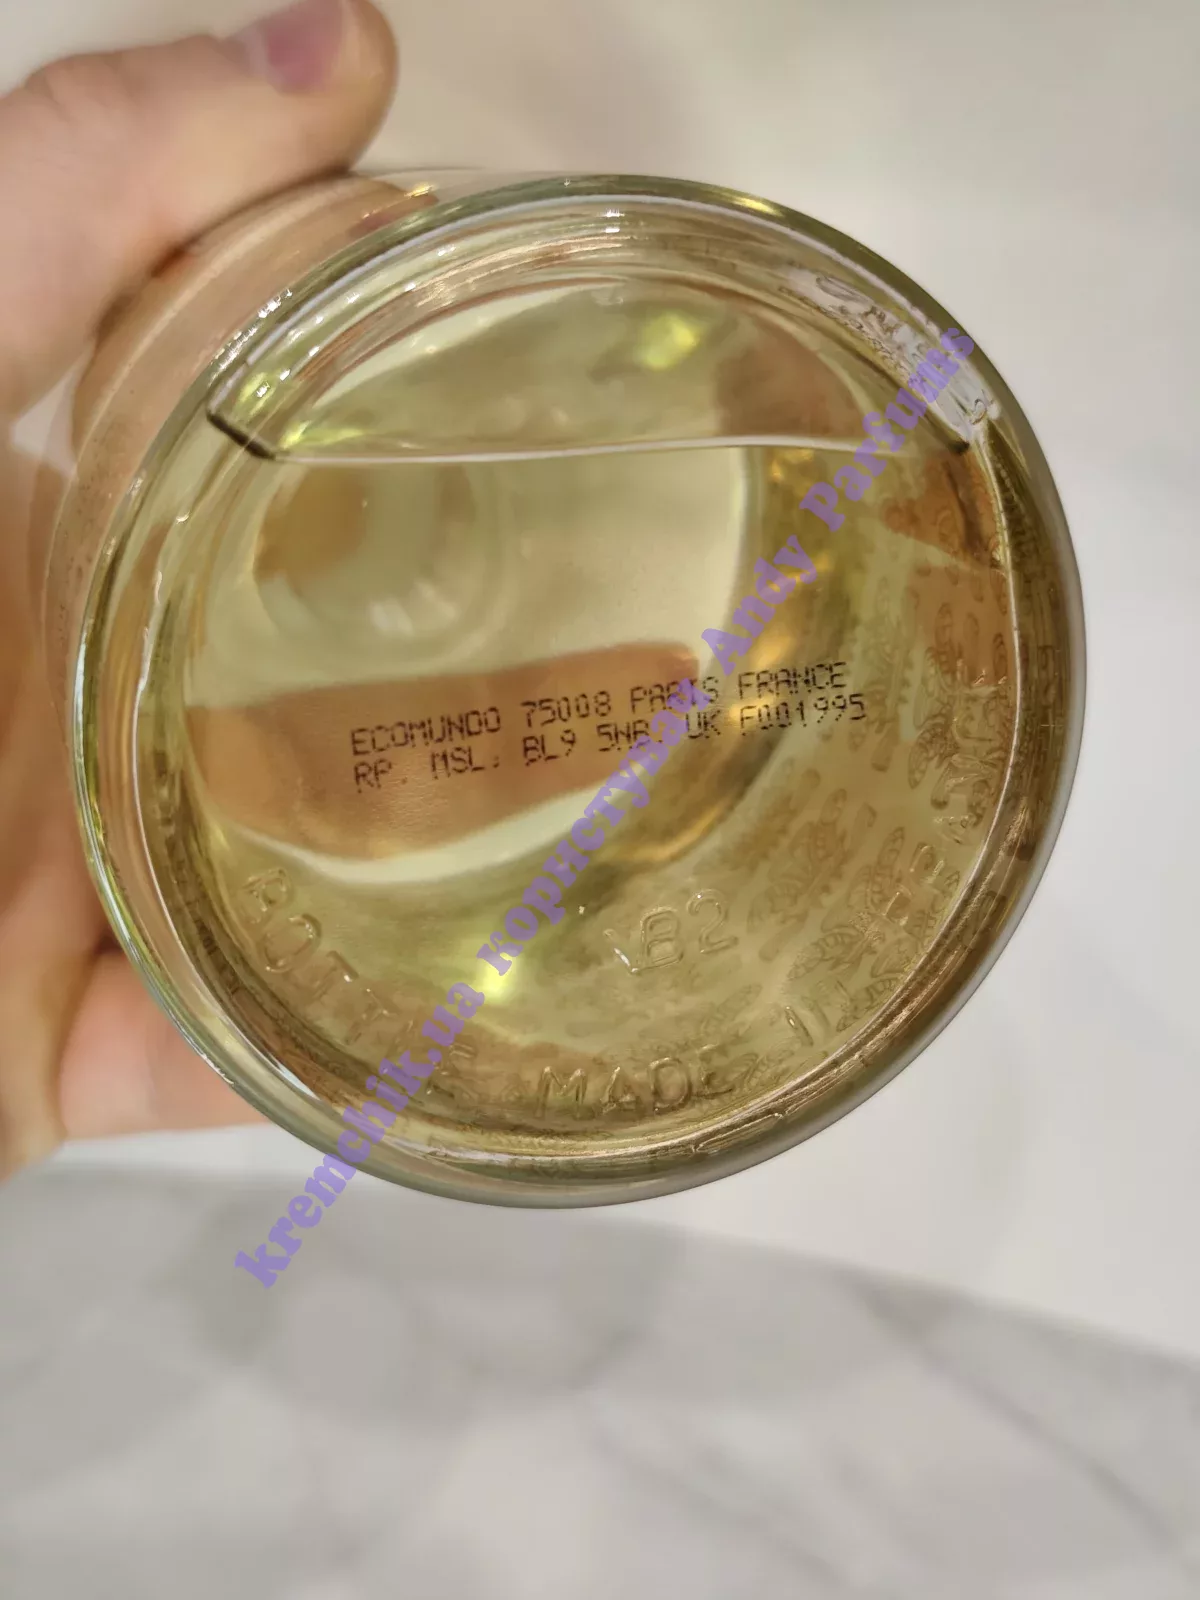 ECOMUNDO 75008 PARIS FRANCE
RP. MSL. BL9 5NB. UK F001995
BOTTLE MADE IN FRANCE
VB2
kremchik.ua користувач Andy Parfums